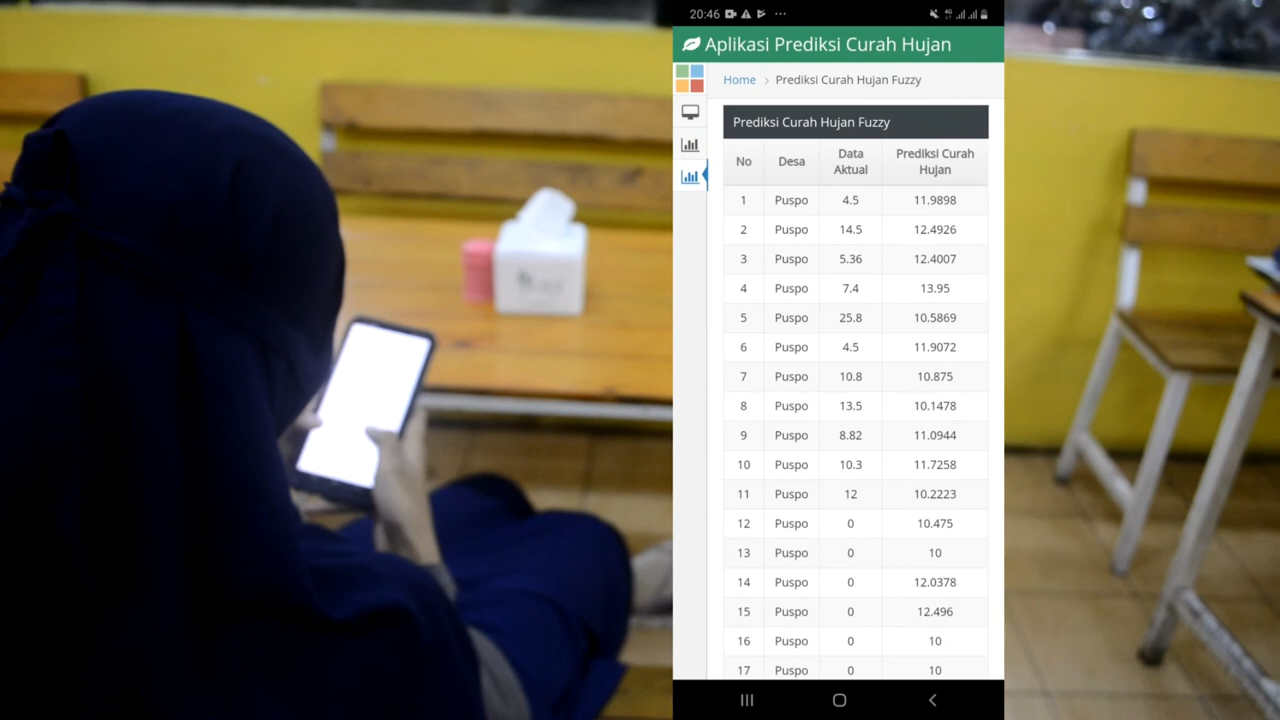 20:46
Aplikasi Prediksi Curah Hujan
Home > Prediksi Curah Hujan Fuzzy
Prediksi Curah Hujan Fuzzy
No Desa Data Aktual Prediksi Curah Hujan
1 Puspo 4.5 11.9898
2 Puspo 14.5 12.4926
3 Puspo 5.36 12.4007
4 Puspo 7.4 13.95
5 Puspo 25.8 10.5869
6 Puspo 4.5 11.9072
7 Puspo 10.8 10.875
8 Puspo 13.5 10.1478
9 Puspo 8.82 11.0944
10 Puspo 10.3 11.7258
11 Puspo 12 10.2223
12 Puspo 0 10.475
13 Puspo 0 10
14 Puspo 0 12.0378
15 Puspo 0 12.496
16 Puspo 0 10
17 Puspo 0 10